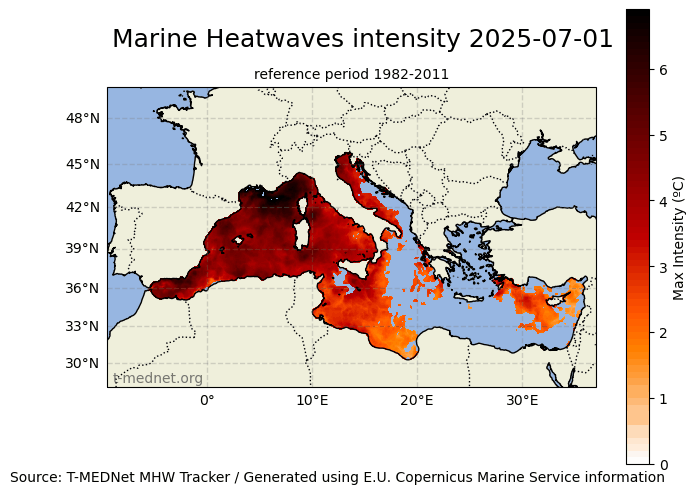 Marine Heatwaves intensity 2025-07-01
reference period 1982-2011
48°N
45°N
42°N
39°N
36°N
33°N
30°N
t-mednet.org
0°
10°E
20°E
30°E
6
5
4
3
2
1
0
Max Intensity (ºC)
Source: T-MEDNet MHW Tracker / Generated using E.U. Copernicus Marine Service information